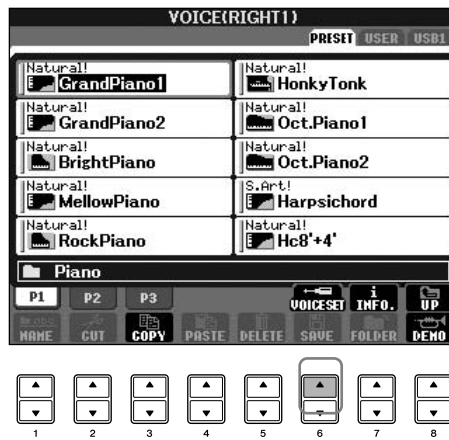 VOICE(RIGHT1)
PRESET USER USB1
Natural!
GrandPiano1
Natural!
HonkyTonk
Natural!
GrandPiano2
Natural!
Oct.Piano1
Natural!
BrightPiano
Natural!
Oct.Piano2
Natural!
MellowPiano
S.Art!
Harpsichord
Natural!
RockPiano
Natural!
Hc8'+4'
Piano
P1 P2 P3 VOICESET INFO. UP
NAME CUT COPY PASTE DELETE SAVE FOLDER DEMO
1 2 3 4 5 6 7 8